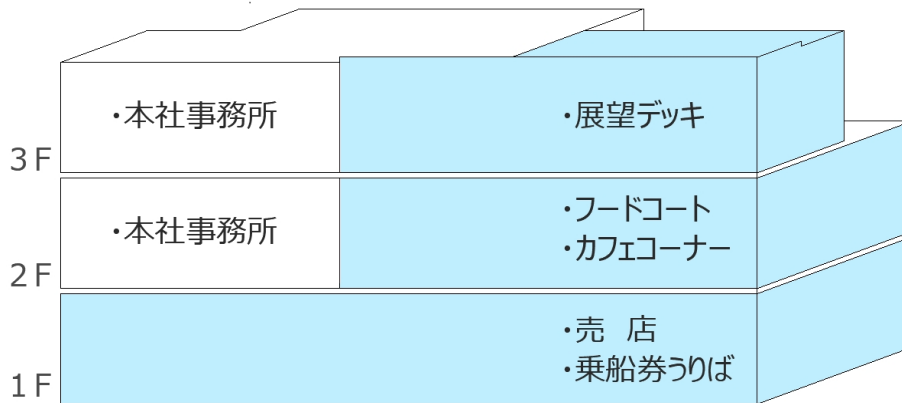 ・本社事務所
・展望デッキ
3F
・本社事務所
・フードコート
・カフェコーナー
2F
・売　店
・乗船券うりば
1F